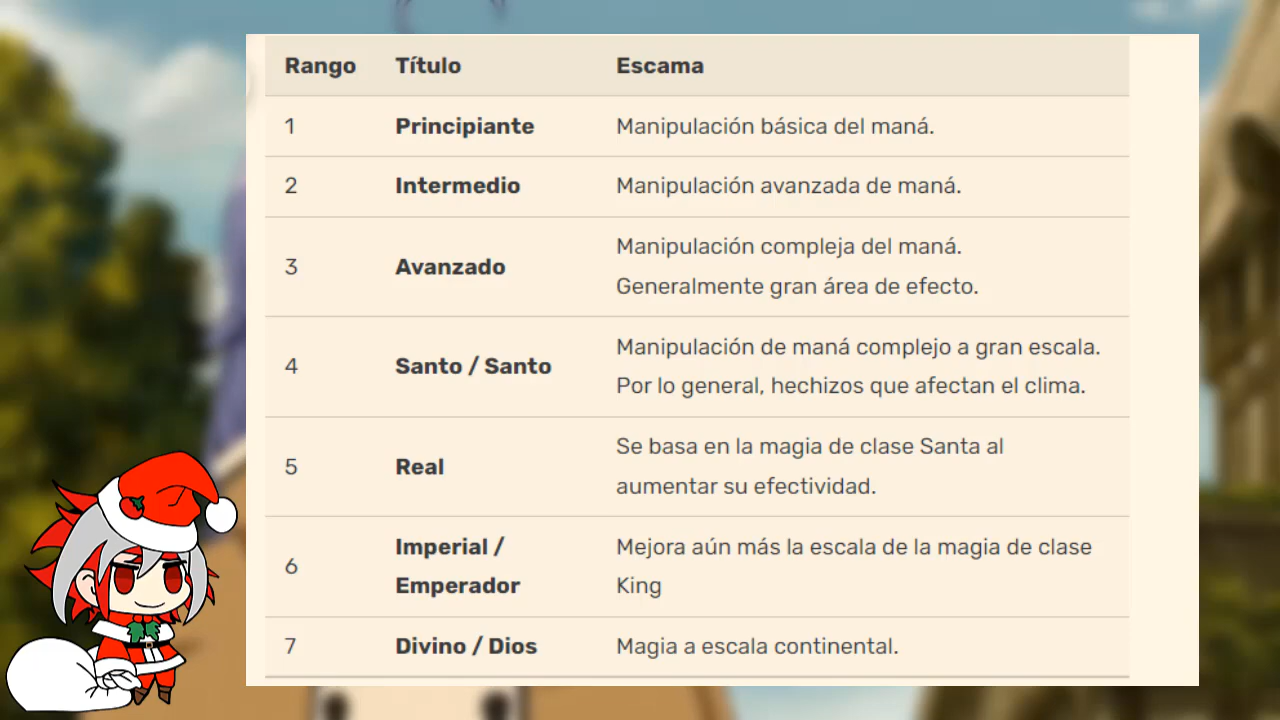 Rango Título Escama
1 Principiante Manipulación básica del maná.
2 Intermedio Manipulación avanzada de maná.
3 Avanzado Manipulación compleja del maná.
Generalmente gran área de efecto.
4 Santo / Santo Manipulación de maná complejo a gran escala.
Por lo general, hechizos que afectan el clima.
5 Real Se basa en la magia de clase Santa al
aumentar su efectividad.
6 Imperial / Mejora aún más la escala de la magia de clase
Emperador King
7 Divino / Dios Magia a escala continental.